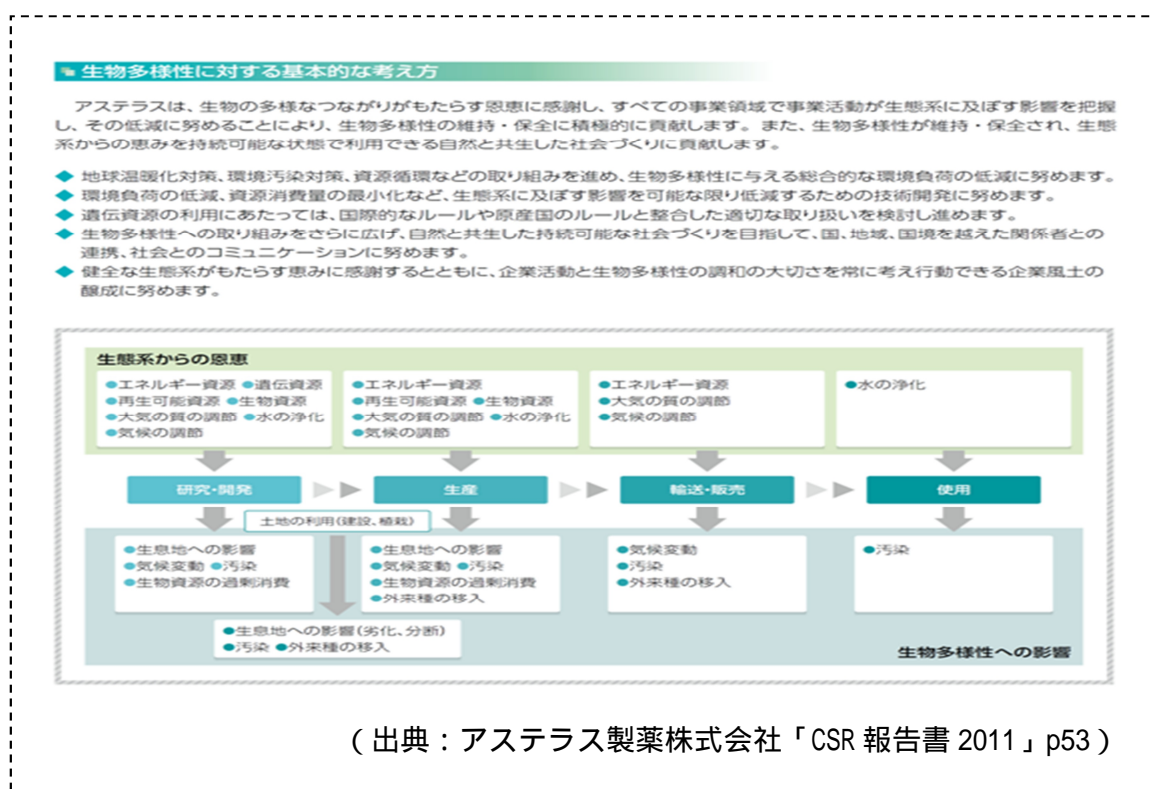 生物多様性に対する基本的な考え方
アステラスは、生物の多様なつながりがもたらす恩恵に感謝し、すべての事業領域で事業活動が生態系に及ぼす影響を把握
し、その低減に努めることにより、生物多様性の維持・保全に積極的に貢献します。また、生物多様性が維持・保全され、生態
系からの恵みを持続可能な状態で利用できる自然と共生した社会づくりに貢献します。
◆ 地球温暖化対策、環境汚染対策、資源循環などの取り組みを進め、生物多様性に与える総合的な環境負荷の低減に努めます。
◆ 環境負荷の低減、資源消費量の最小化など、生態系に及ぼす影響を可能な限り低減するための技術開発に努めます。
◆ 遺伝資源の利用にあたっては、国際的なルールや原産国のルールと整合した適切な取り扱いを検討し進めます。
◆ 生物多様性への取り組みをさらに広げ、自然と共生した持続可能な社会づくりを目指して、国、地域、国境を越えた関係者との
連携、社会とのコミュニケーションに努めます。
◆ 健全な生態系がもたらす恵みに感謝するとともに、企業活動と生物多様性の調和の大切さを常に考え行動できる企業風土の
醸成に努めます。
生態系からの恩恵
●エネルギー資源 ●遺伝資源
●再生可能資源 ●生物資源
●大気の質の調節 ●水の浄化
●気候の調節
●エネルギー資源
●再生可能資源 ●生物資源
●大気の質の調節 ●水の浄化
●気候の調節
●エネルギー資源
●大気の質の調節
●気候の調節
●水の浄化
研究・開発
生産
輸送・販売
使用
土地の利用(建設、植栽)
●生息地への影響
●気候変動 ●汚染
●生物資源の過剰消費
●生息地への影響
●気候変動 ●汚染
●生物資源の過剰消費
●外来種の移入
●気候変動
●汚染
●外来種の移入
●汚染
●生息地への影響(劣化、分断)
●汚染 ●外来種の移入
生物多様性への影響
(出典:アステラス製薬株式会社「CSR 報告書 2011」p53)